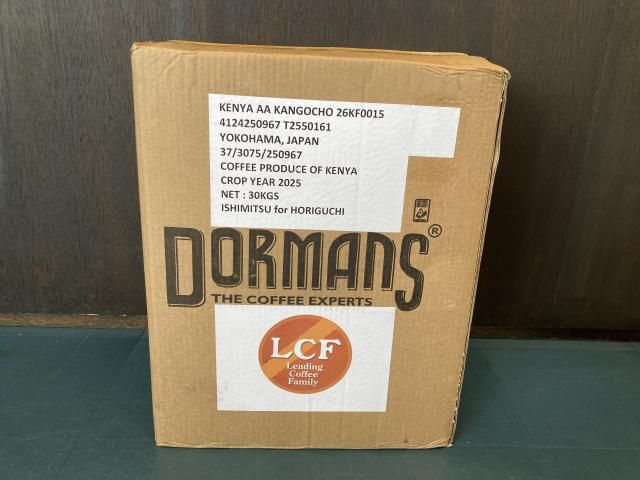 KENYA AA KANGOCHO 26KF0015
4124250967 T2550161
YOKOHAMA, JAPAN
37/3075/250967
COFFEE PRODUCE OF KENYA
CROP YEAR 2025
NET : 30KGS
ISHIMITSU for HORIGUCHI
DORMANS®
THE COFFEE EXPERTS
LCF
Leading
Coffee
Family